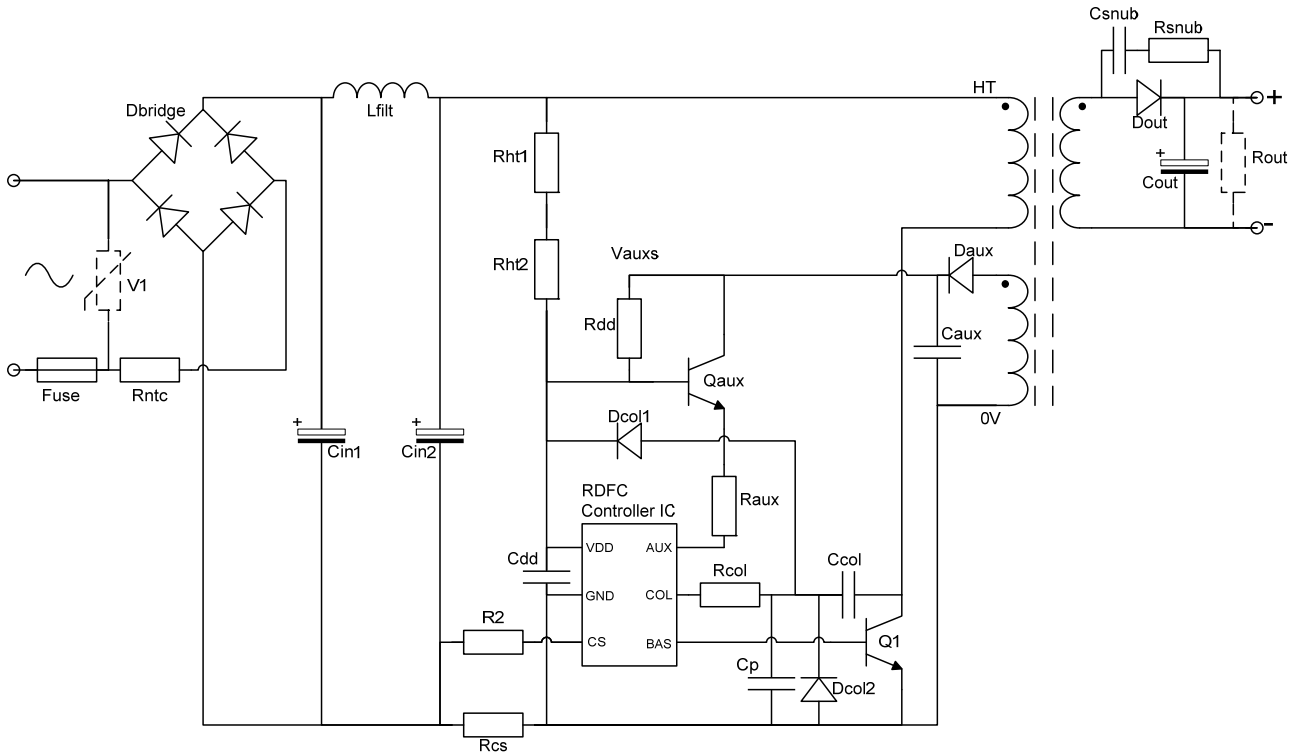 Csnub
Rsnub
HT
Dbridge
Lfilt
+
Dout
Rht1
+
Cout
Rout
-
Rht2
Vauxs
Daux
V1
Rdd
Caux
Qaux
Fuse
Rntc
Dcol1
0V
+
Cin1
+
Cin2
RDFC
Controller IC
Raux
VDD
AUX
Cdd
Rcol
Ccol
GND
COL
R2
CS
BAS
Q1
Cp
Dcol2
Rcs